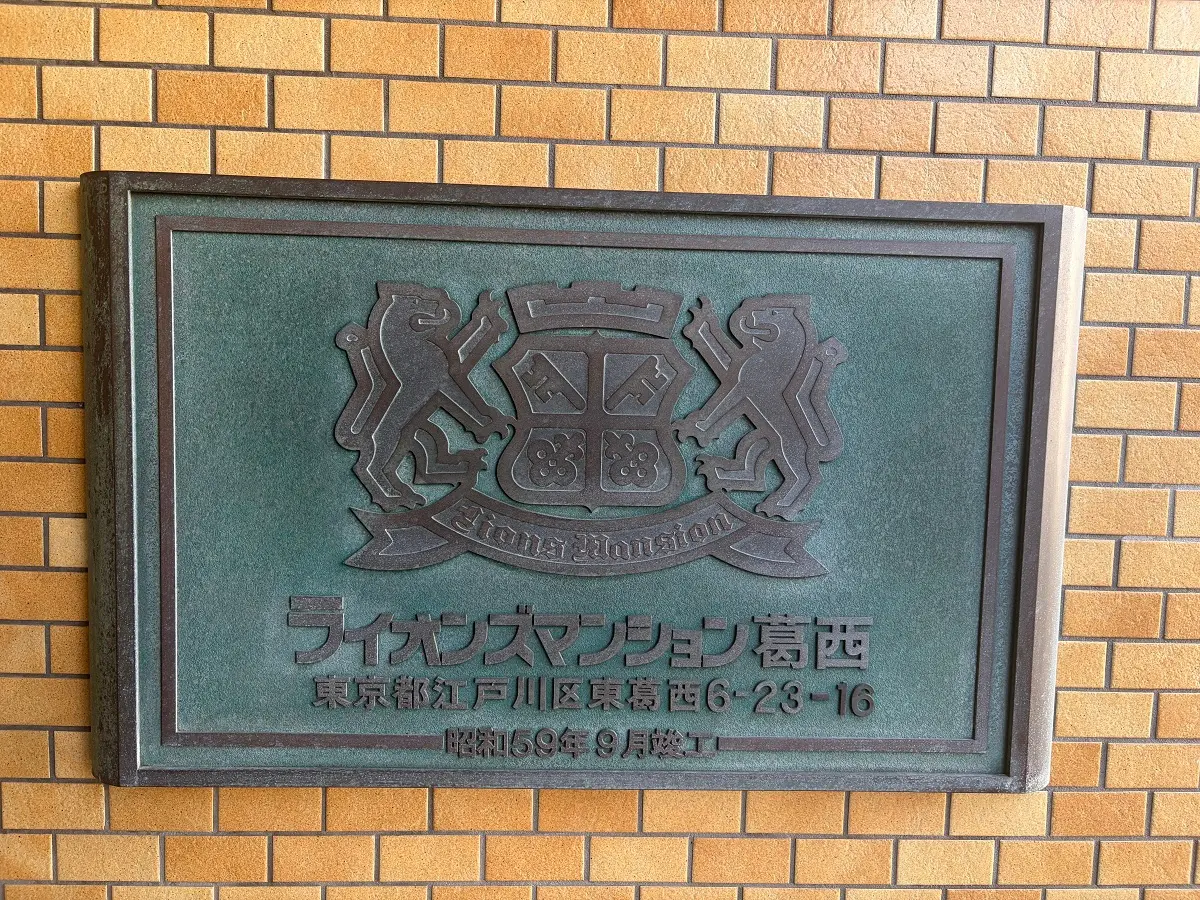 Lions Mansion
ライオンズマンション葛西
東京都江戸川区東葛西6-23-16
昭和59年9月竣工